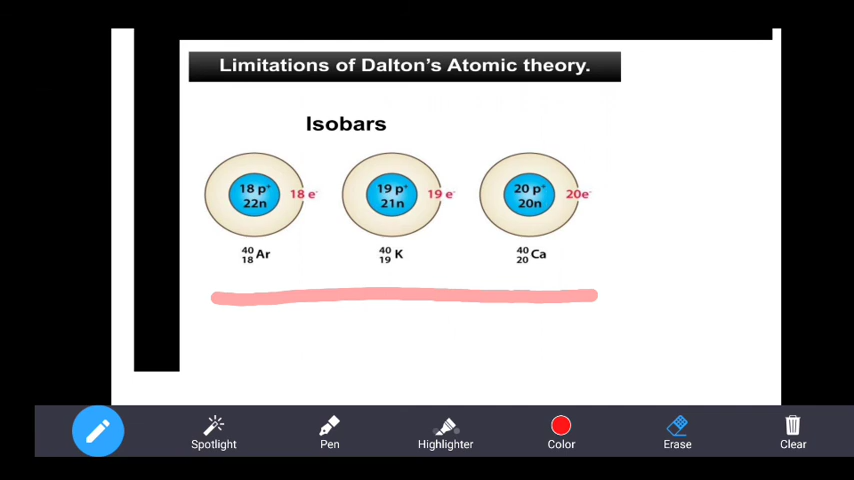 Limitations of Dalton's Atomic theory.
Isobars
18 p⁺ 19 p⁺ 20 p⁺
18 e⁻ 19 e⁻ 20e⁻
22n 21n 20n
⁴⁰₁₈Ar ⁴⁰₁₉K ⁴⁰₂₀Ca
Spotlight Pen Highlighter Color Erase Clear